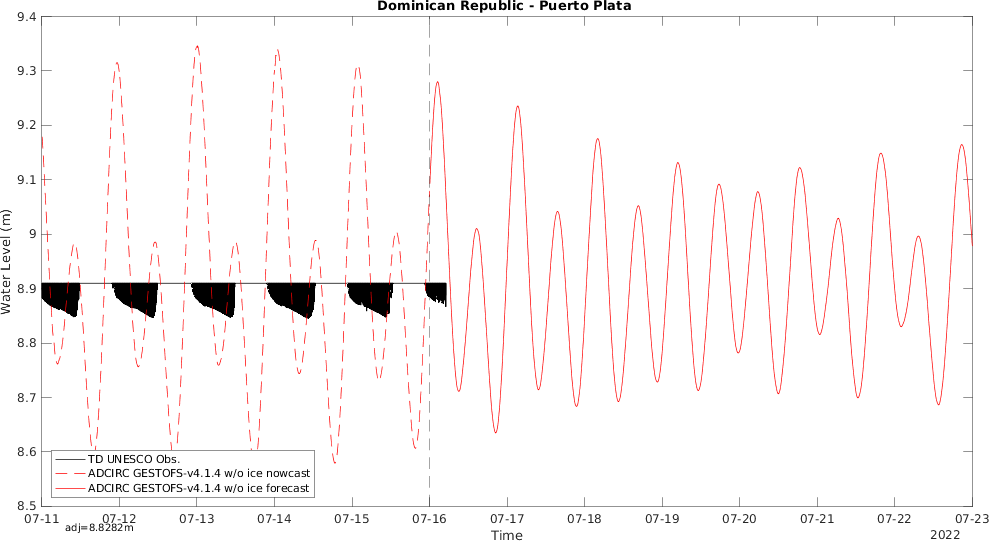 Dominican Republic - Puerto Plata
Water Level (m)
9.4
9.3
9.2
9.1
9
8.9
8.8
8.7
8.6
8.5
TD UNESCO Obs.
ADCIRC GESTOFS-v4.1.4 w/o ice nowcast
ADCIRC GESTOFS-v4.1.4 w/o ice forecast
07-11 07-12 07-13 07-14 07-15 07-16 07-17 07-18 07-19 07-20 07-21 07-22 07-23
adj=8.8282m
Time
2022